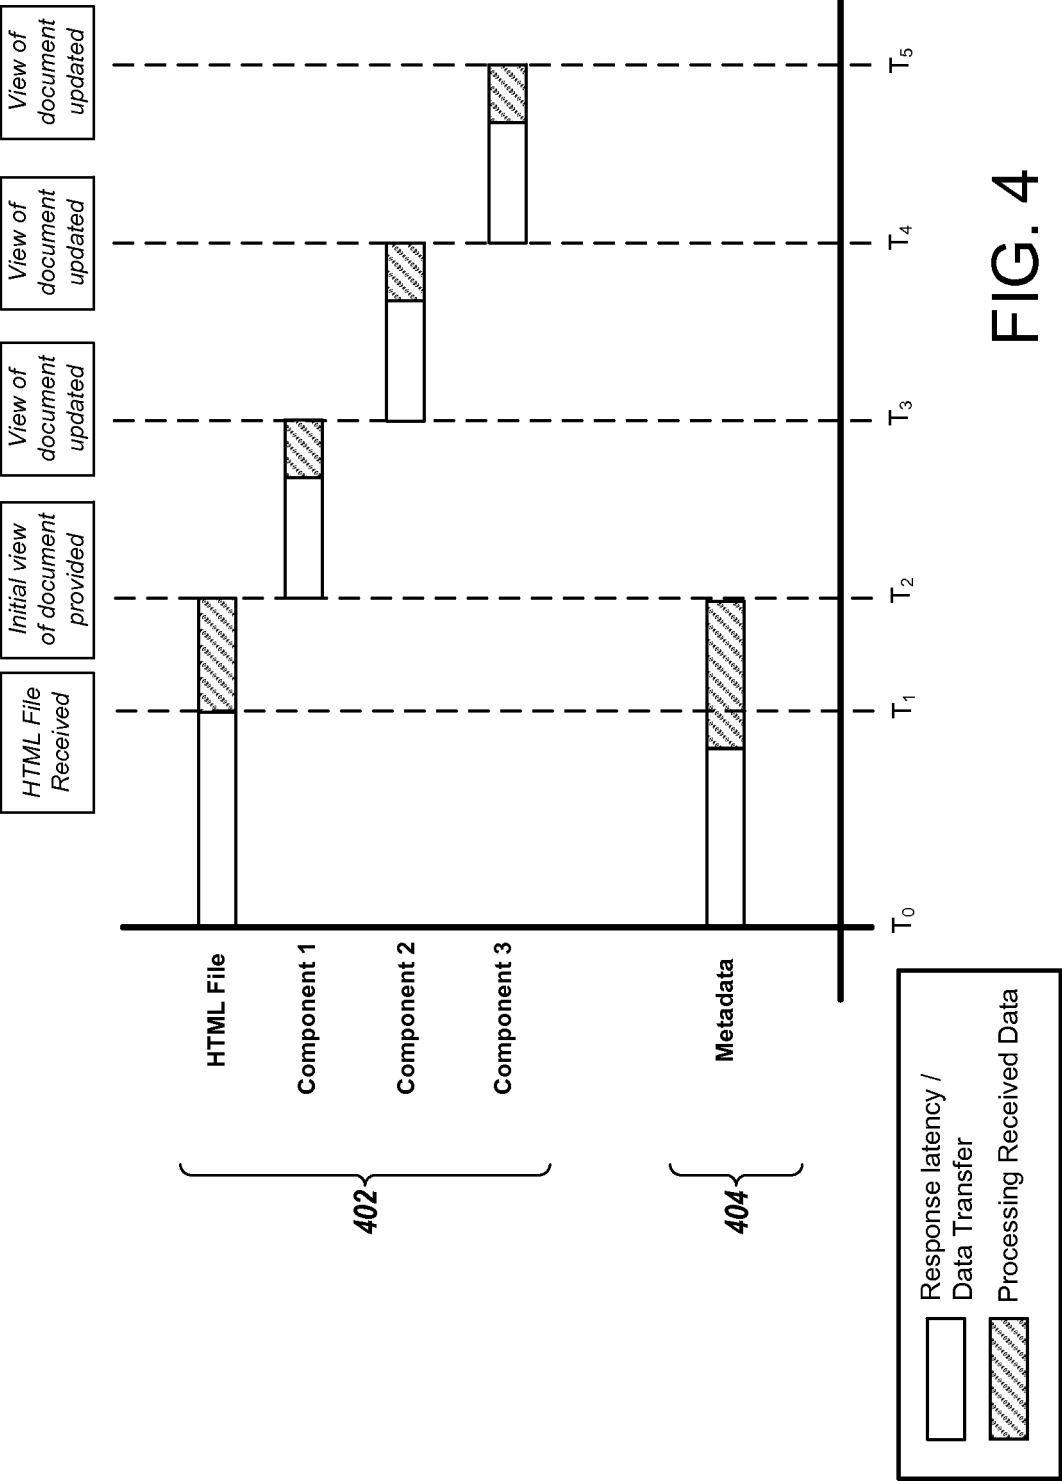 HTML File
Received
Initial view
of document
provided
View of
document
updated
View of
document
updated
View of
document
updated
402
HTML File
Component 1
Component 2
Component 3
404
Metadata
T0
T1
T2
T3
T4
T5
Response latency /
Data Transfer
Processing Received Data
FIG. 4